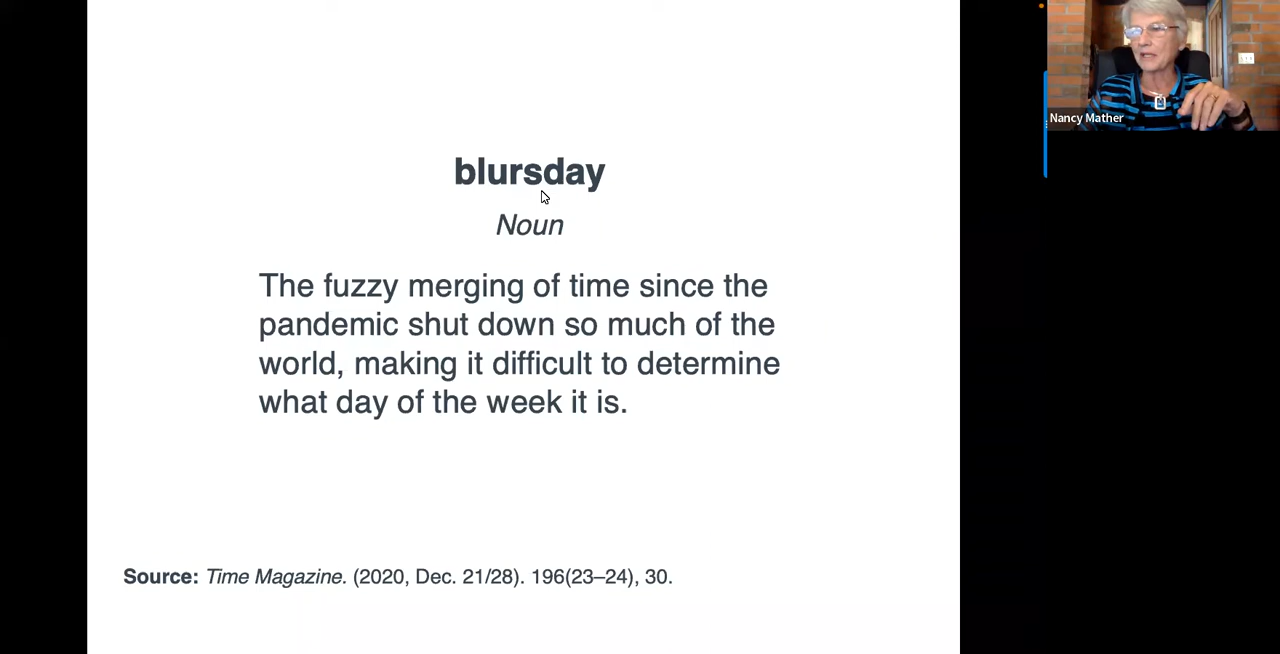 blursday
Noun
The fuzzy merging of time since the
pandemic shut down so much of the
world, making it difficult to determine
what day of the week it is.
Source: Time Magazine. (2020, Dec. 21/28). 196(23–24), 30.
Nancy Mather